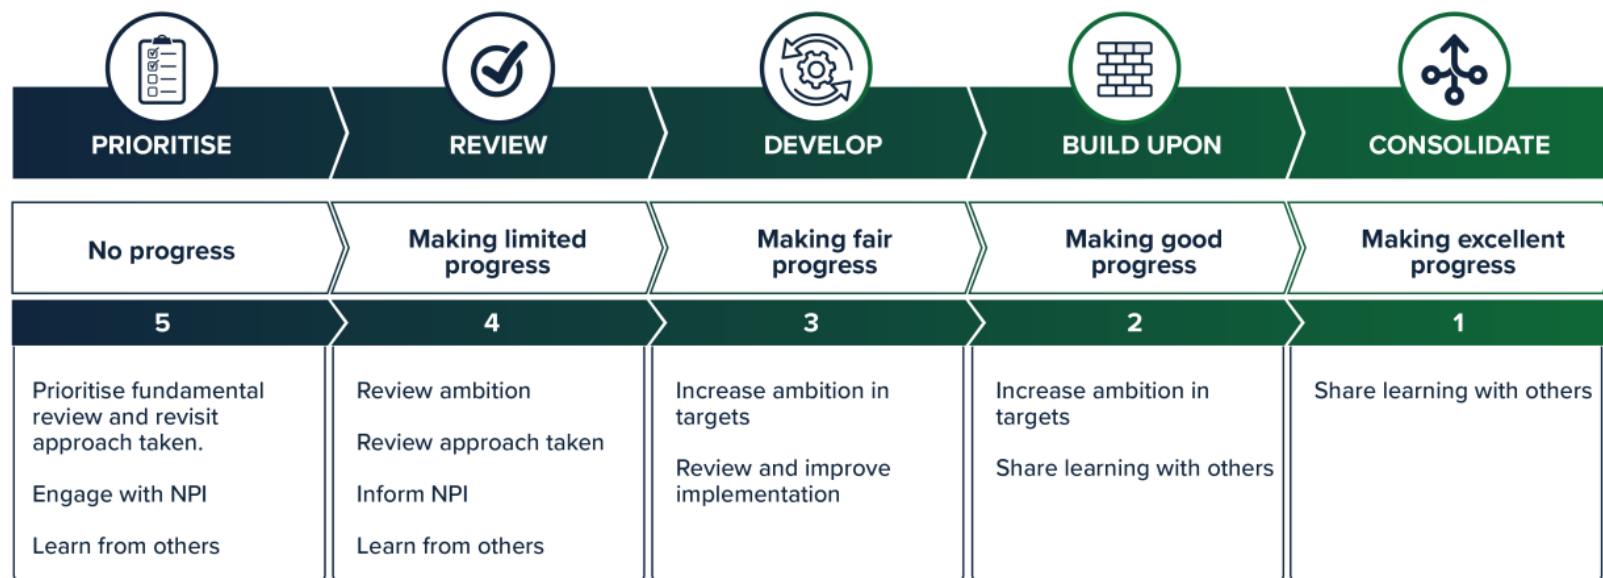 PRIORITISE
REVIEW
DEVELOP
BUILD UPON
CONSOLIDATE
No progress
Making limited
progress
Making fair
progress
Making good
progress
Making excellent
progress
5
4
3
2
1
Prioritise fundamental
review and revisit
approach taken.
Engage with NPI
Learn from others
Review ambition
Review approach taken
Inform NPI
Learn from others
Increase ambition in
targets
Review and improve
implementation
Increase ambition in
targets
Share learning with others
Share learning with others